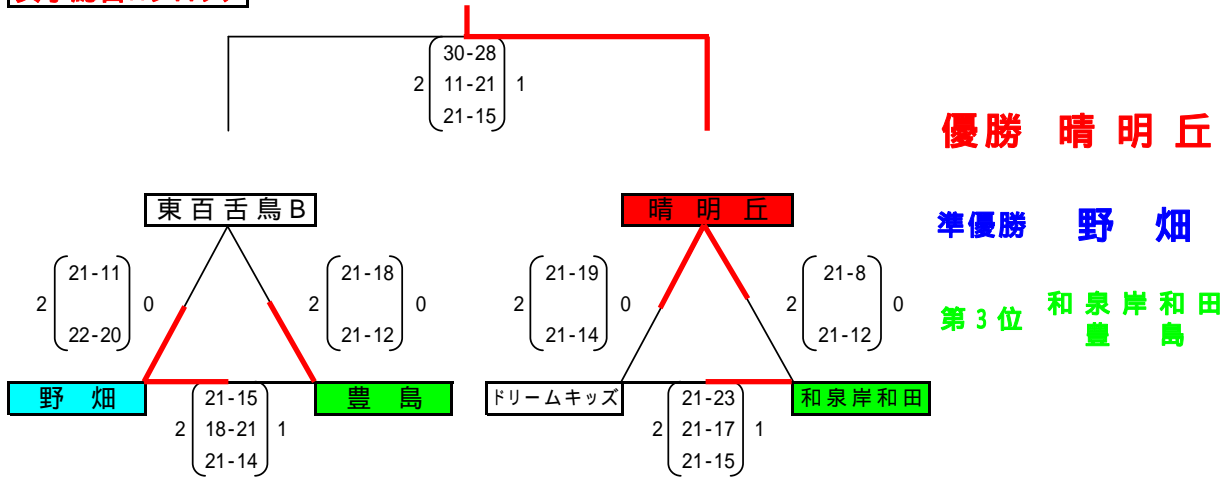 30-28
2 11-21 1
21-15
優勝 晴明丘
東百舌鳥B
晴明丘
準優勝 野畑
21-11
2 0
22-20
21-18
2 0
21-12
21-19
2 0
21-14
21-8
2 0
21-12
第3位 和泉岸和田
豊島
野畑
21-15
2 18-21 1
21-14
豊島
ドリームキッズ
21-23
2 21-17 1
21-15
和泉岸和田